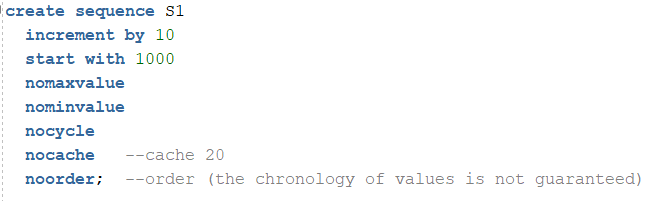 create sequence S1
increment by 10
start with 1000
nomaxvalue
nominvalue
nocycle
nocache --cache 20
noorder; --order (the chronology of values is not guaranteed)